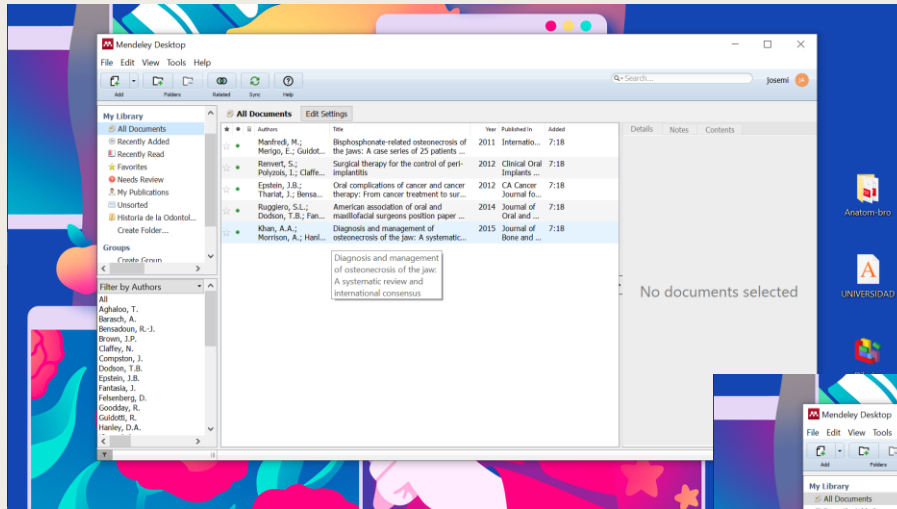 Mendeley Desktop
File Edit View Tools Help
Add Folders Related Sync Help
Search...
josemi
JA
My Library
All Documents
Recently Added
Recently Read
Favorites
Needs Review
My Publications
Unsorted
Historia de la Odontol...
Create Folder...
Groups
Create Group
Filter by Authors
All
Aghaloo, T.
Barasch, A.
Bensadoun, R.-J.
Brown, J.P.
Claffey, N.
Compston, J.
Dodson, T.B.
Epstein, J.B.
Fantasia, J.
Felsenberg, D.
Goodday, R.
Guidotti, R.
Hanley, D.A.
All Documents Edit Settings
Authors Title Year Published In Added
Manfredi, M.; Bisphosphonate-related osteonecrosis of 2011 Internatio... 7:18
Merigo, E.; Guidot... the jaws: A case series of 25 patients ...
Renvert, S.; Surgical therapy for the control of peri- 2012 Clinical Oral 7:18
Polyzois, I.; Claffe... implantitis Implants ...
Epstein, J.B.; Oral complications of cancer and cancer 2012 CA Cancer 7:18
Thariat, J.; Bensa... therapy: From cancer treatment to sur... Journal fo...
Ruggiero, S.L.; American association of oral and 2014 Journal of 7:18
Dodson, T.B.; Fan... maxillofacial surgeons position paper ... Oral and ...
Khan, A.A.; Diagnosis and management of 2015 Journal of 7:18
Morrison, A.; Hanl... osteonecrosis of the jaw: A systematic... Bone and ...
Diagnosis and management
of osteonecrosis of the jaw:
A systematic review and
international consensus
Details Notes Contents
No documents selected
Anatom-bro
UNIVERSIDAD
Mendeley Desktop
File Edit View Tools
Add Folders
My Library
All Documents